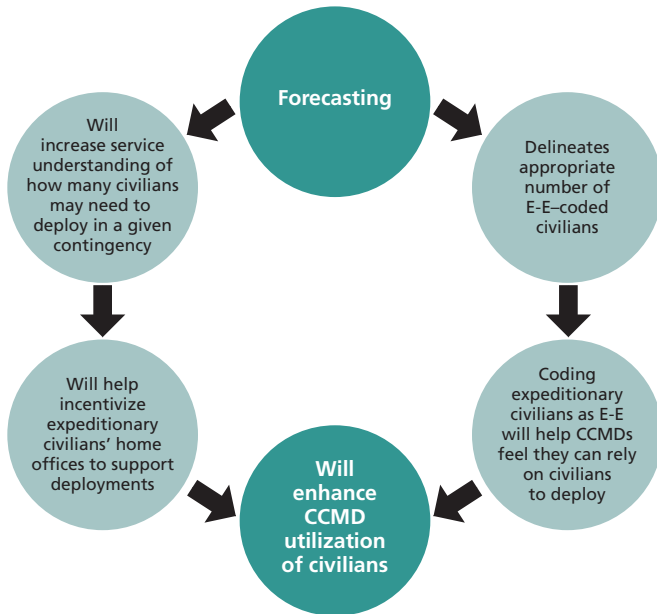 Forecasting
Will
increase service
understanding of
how many civilians
may need to
deploy in a given
contingency
Delineates
appropriate
number of
E-E–coded
civilians
Will help
incentivize
expeditionary
civilians’ home
offices to support
deployments
Coding
expeditionary
civilians as E-E
will help CCMDs
feel they can rely
on civilians
to deploy
Will
enhance
CCMD
utilization
of civilians